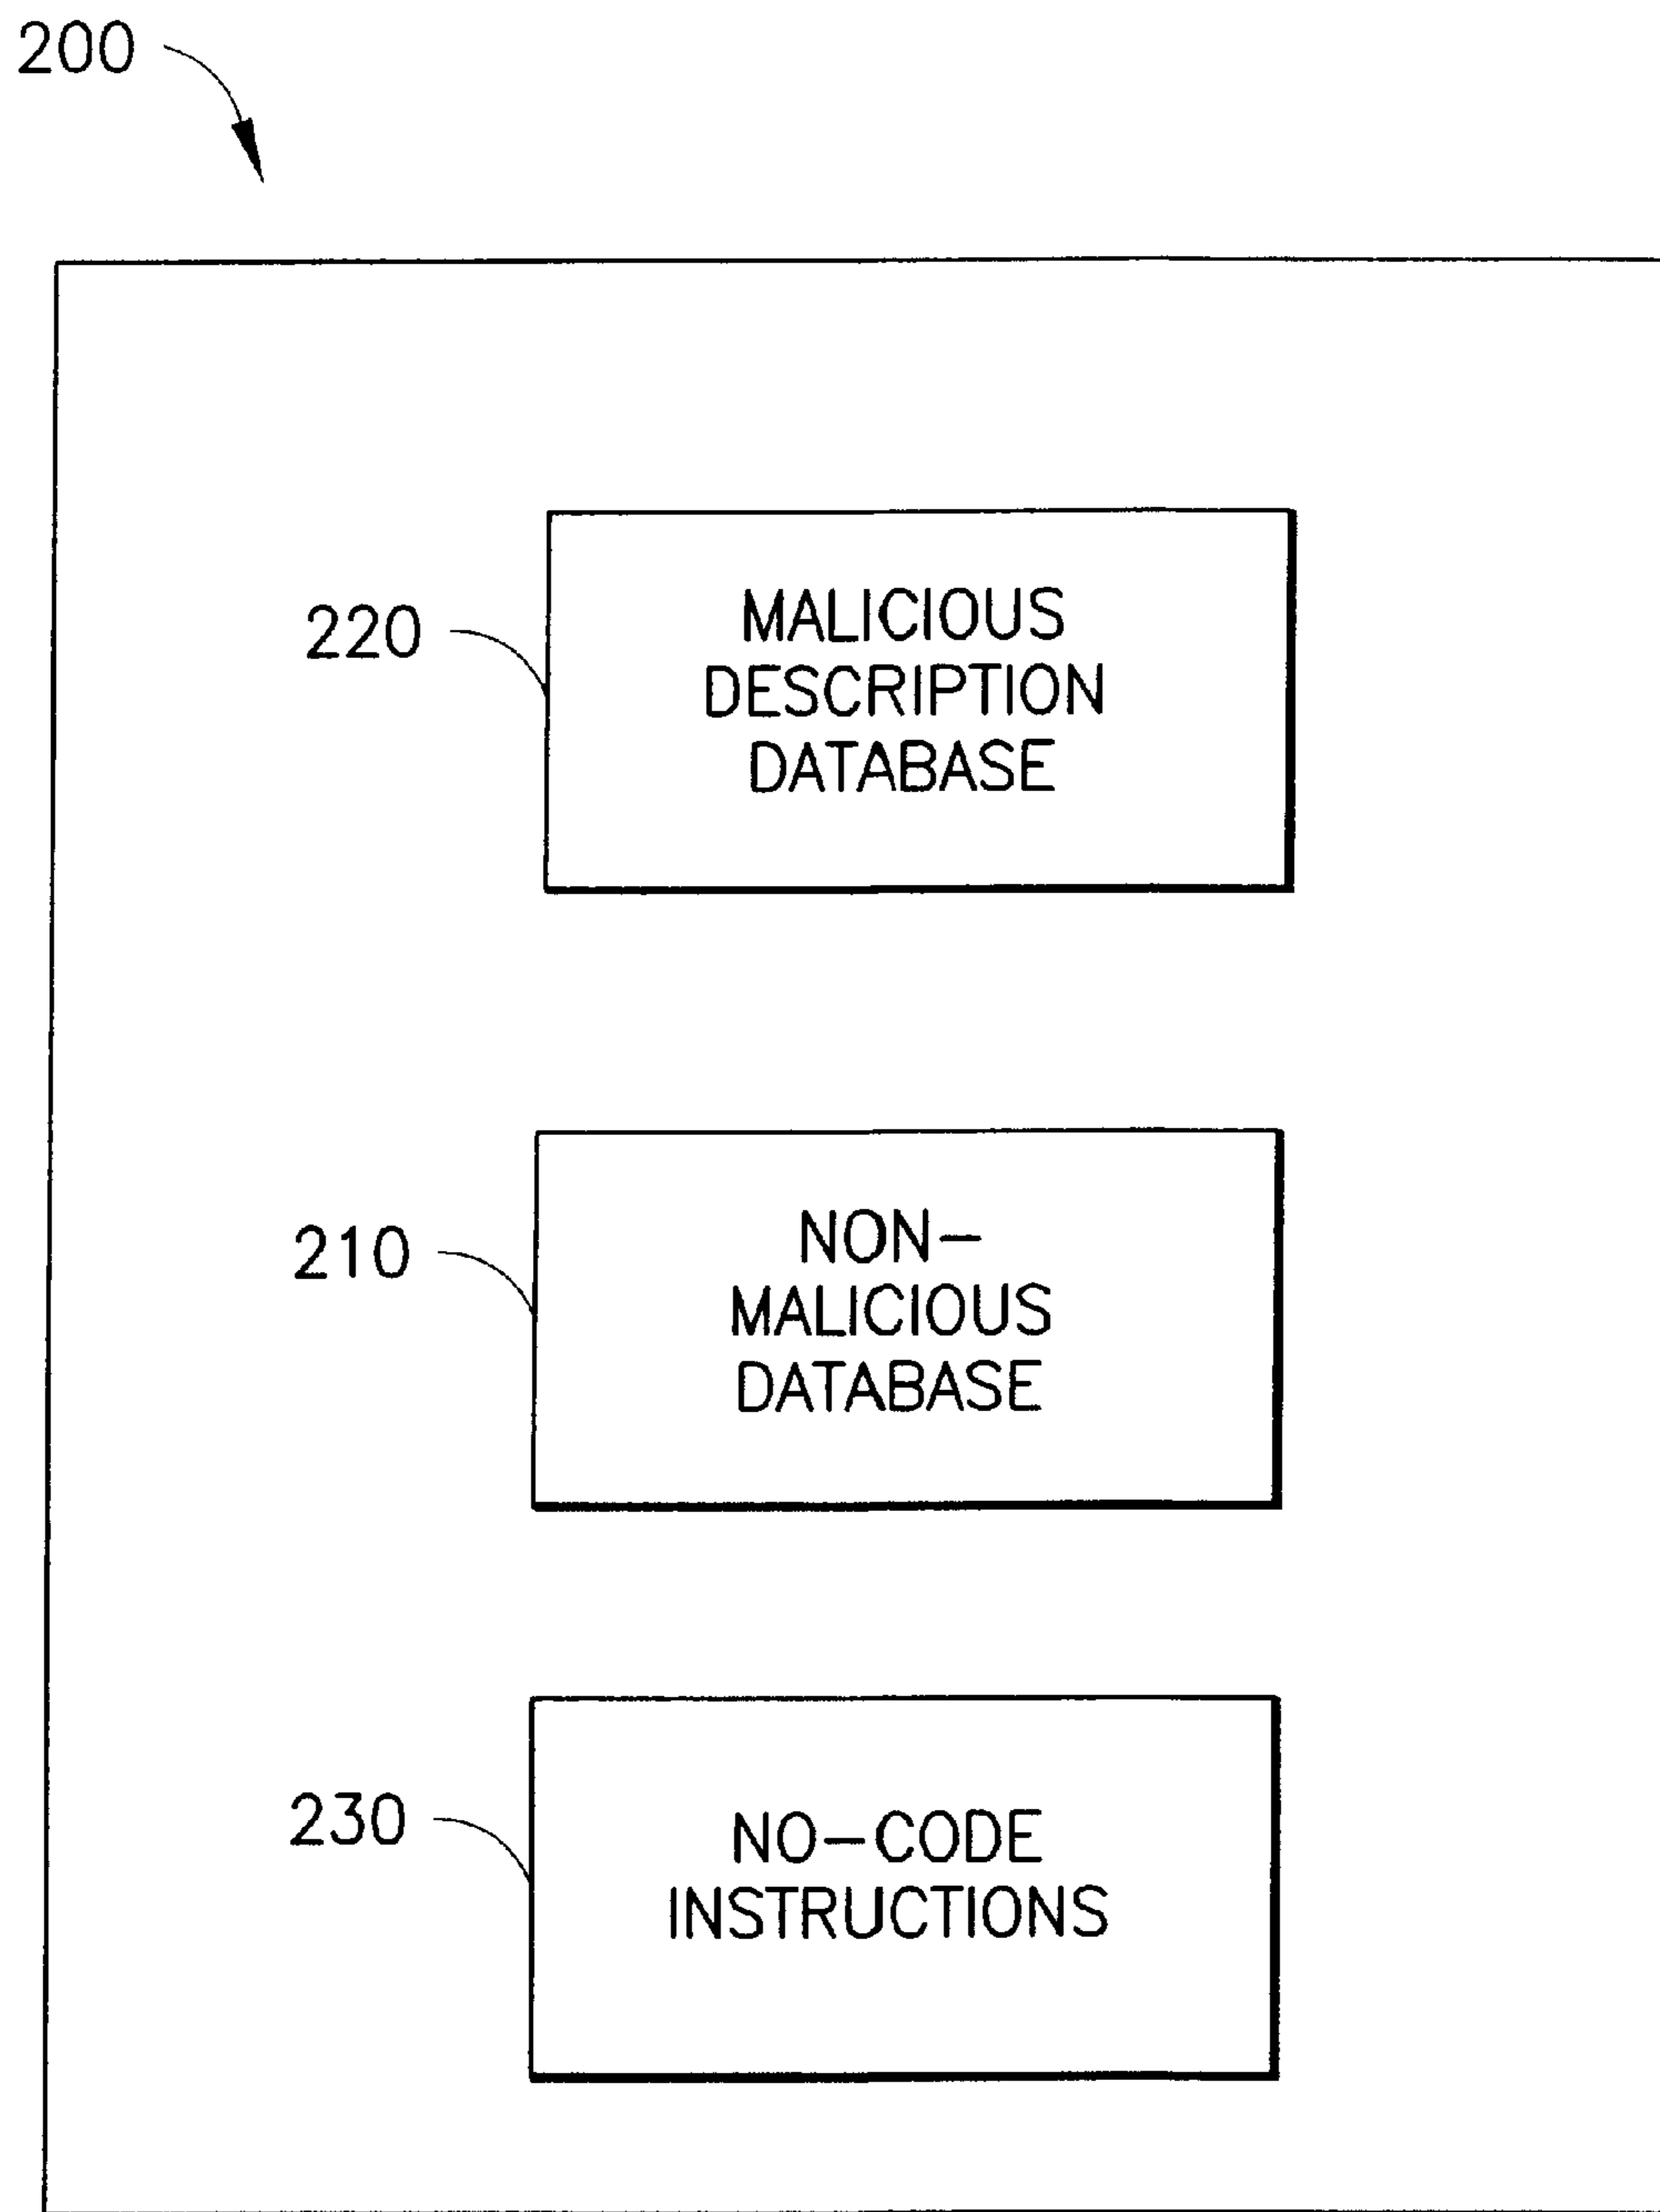 200
220
MALICIOUS
DESCRIPTION
DATABASE
210
NON-
MALICIOUS
DATABASE
230
NO-CODE
INSTRUCTIONS